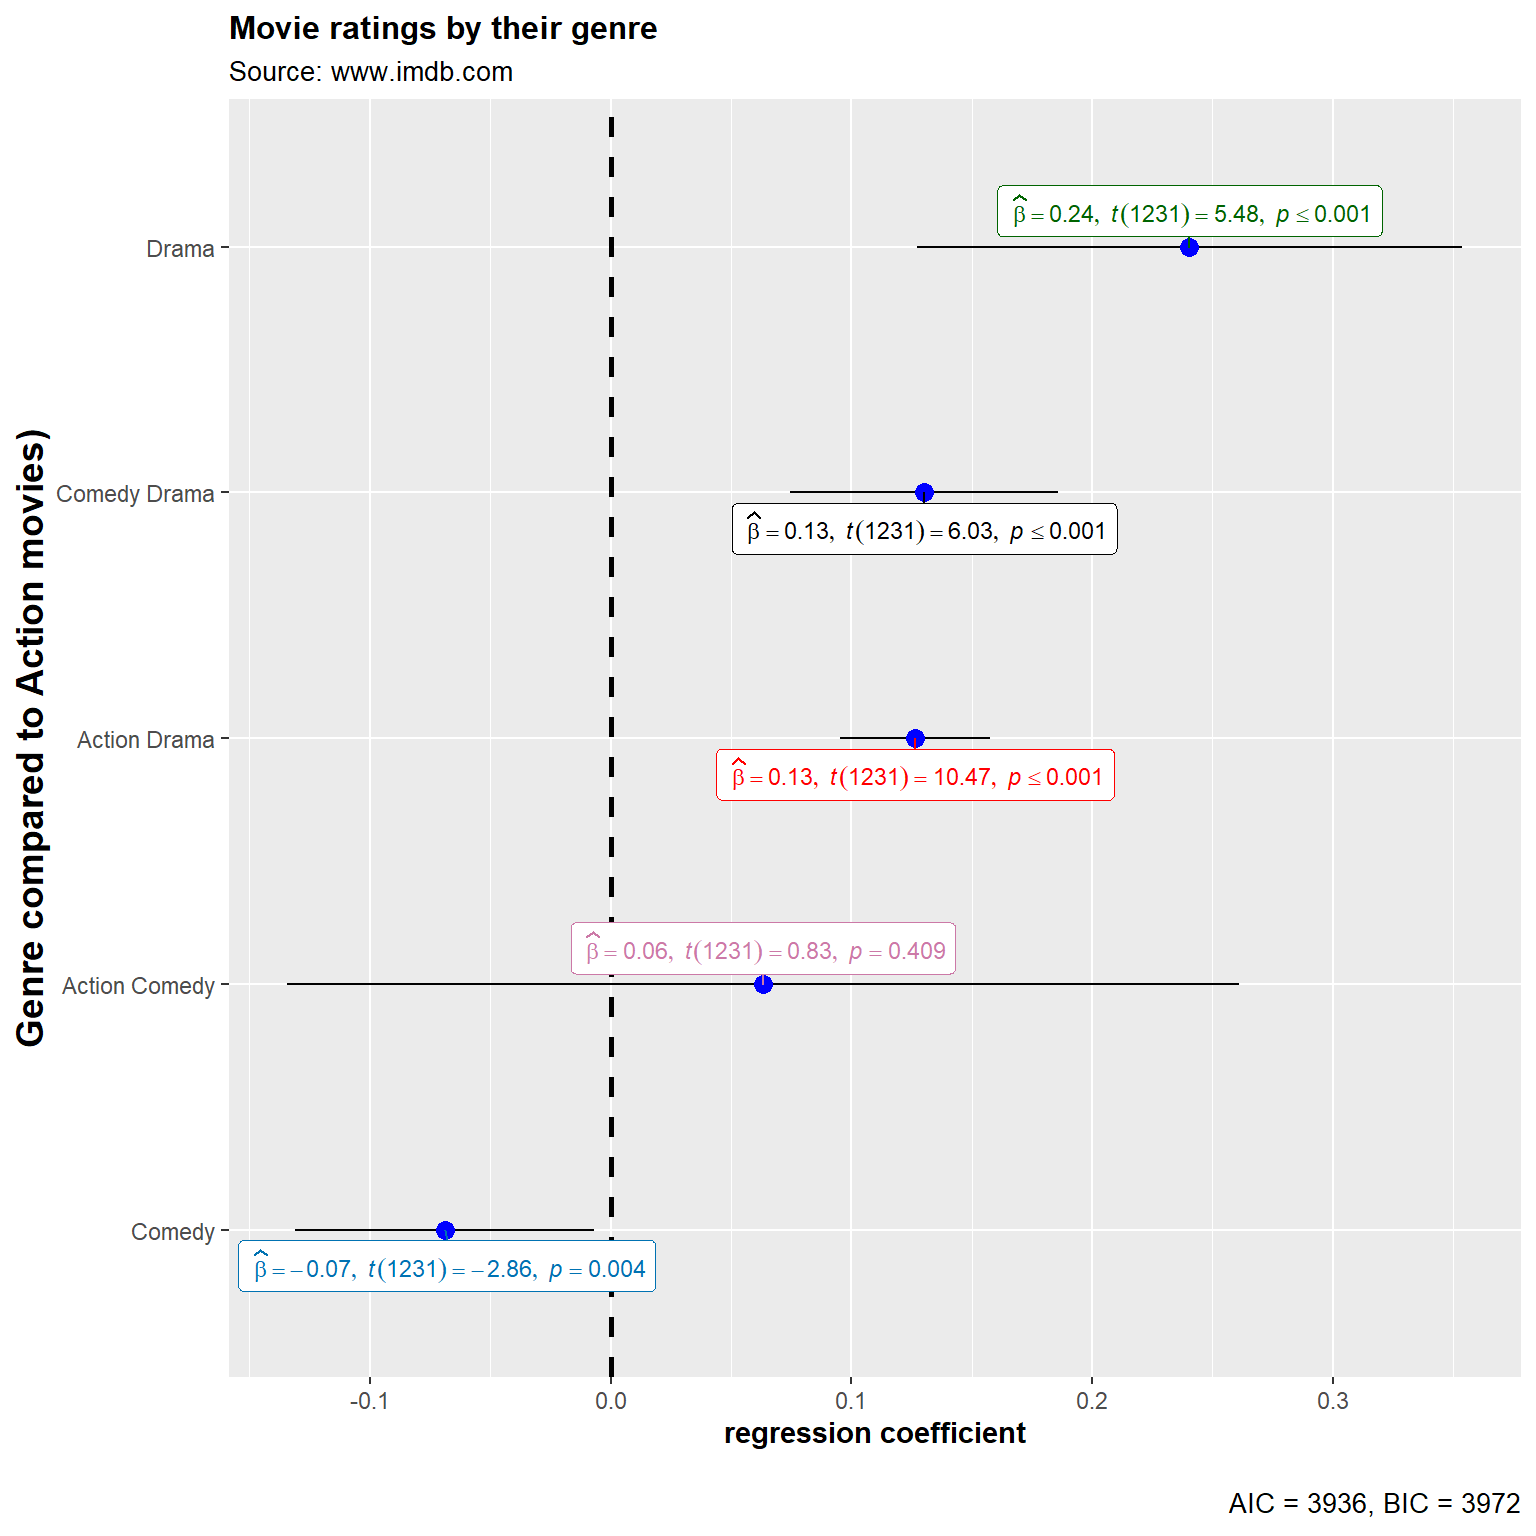 Movie ratings by their genre
Source: www.imdb.com
Genre compared to Action movies)
Drama
β̂ = 0.24, t(1231) = 5.48, p ≤ 0.001
Comedy Drama
β̂ = 0.13, t(1231) = 6.03, p ≤ 0.001
Action Drama
β̂ = 0.13, t(1231) = 10.47, p ≤ 0.001
β̂ = 0.06, t(1231) = 0.83, p = 0.409
Action Comedy
Comedy
β̂ = −0.07, t(1231) = −2.86, p = 0.004
-0.1 0.0 0.1 0.2 0.3
regression coefficient
AIC = 3936, BIC = 3972